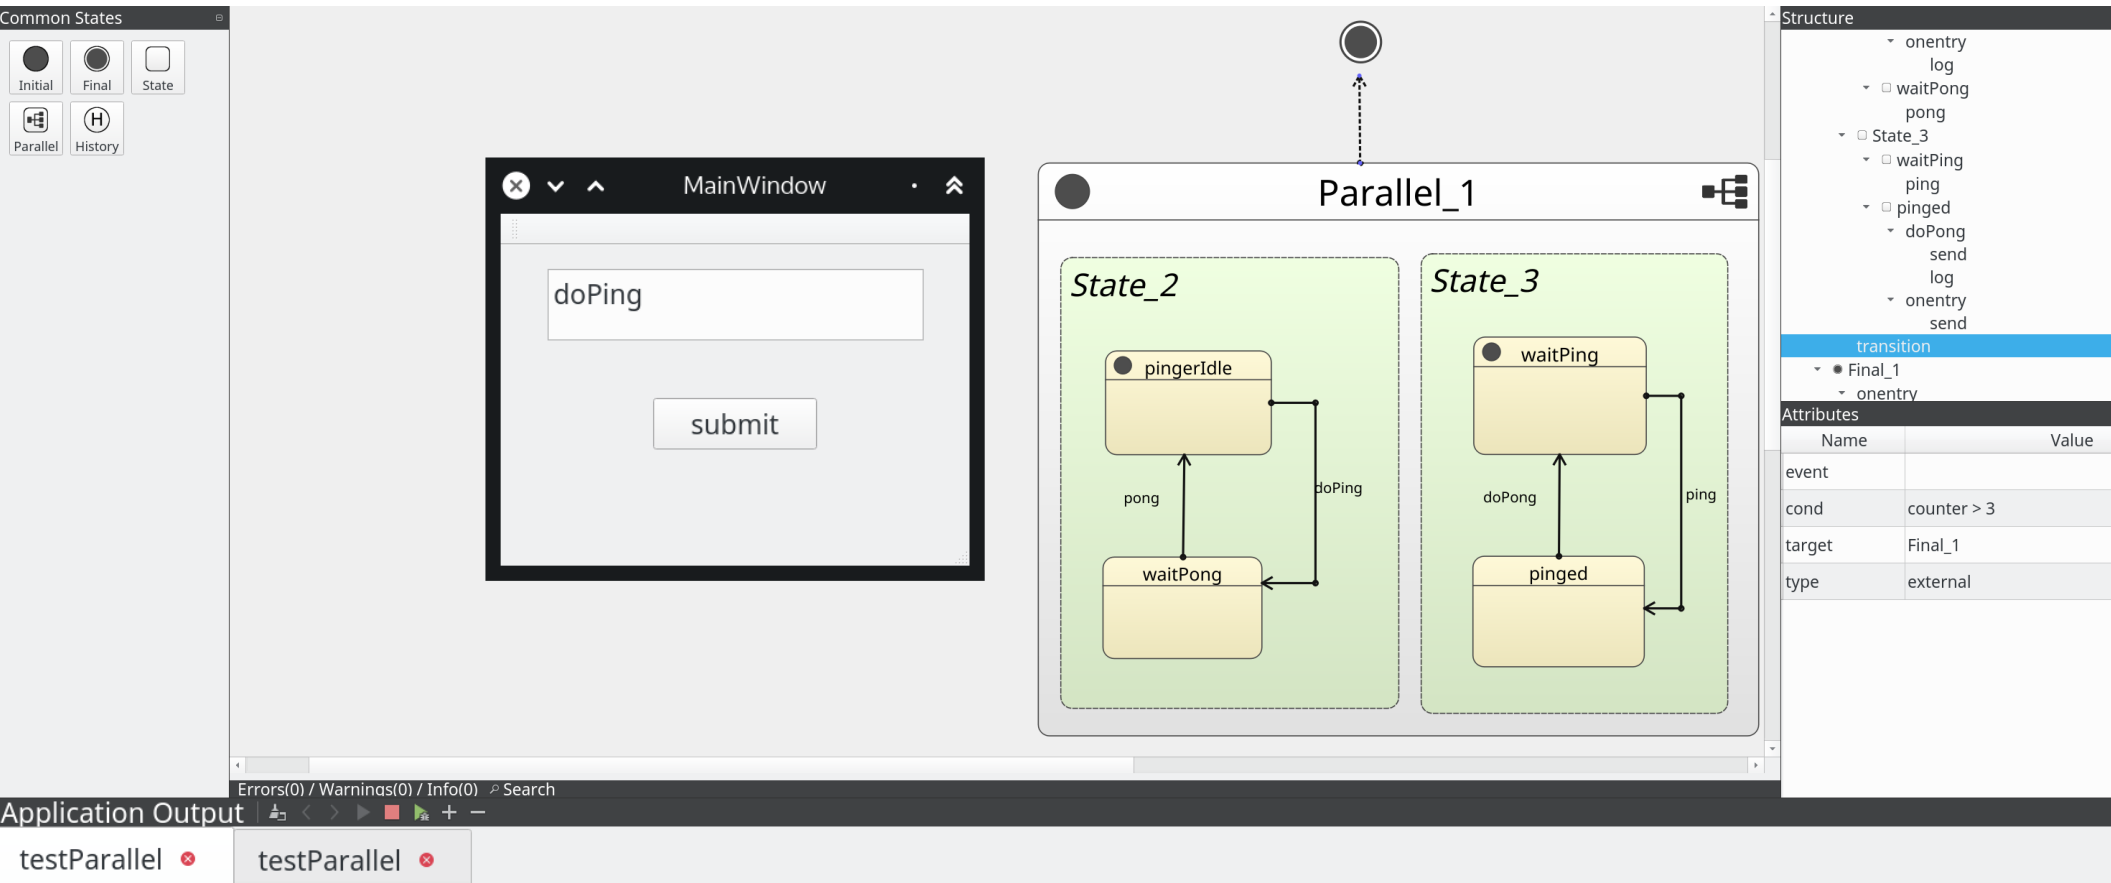 Common States
Initial
Final
State
Parallel
H
History
MainWindow
doPing
submit
Parallel_1
State_2
pingerIdle
pong
doPing
waitPong
State_3
waitPing
doPong
ping
pinged
Structure
onentry
log
waitPong
pong
State_3
waitPing
ping
pinged
doPong
send
log
onentry
send
transition
Final_1
onentry
Attributes
Name Value
event
cond counter > 3
target Final_1
type external
Errors(0) / Warnings(0) / Info(0) Search
Application Output
testParallel testParallel